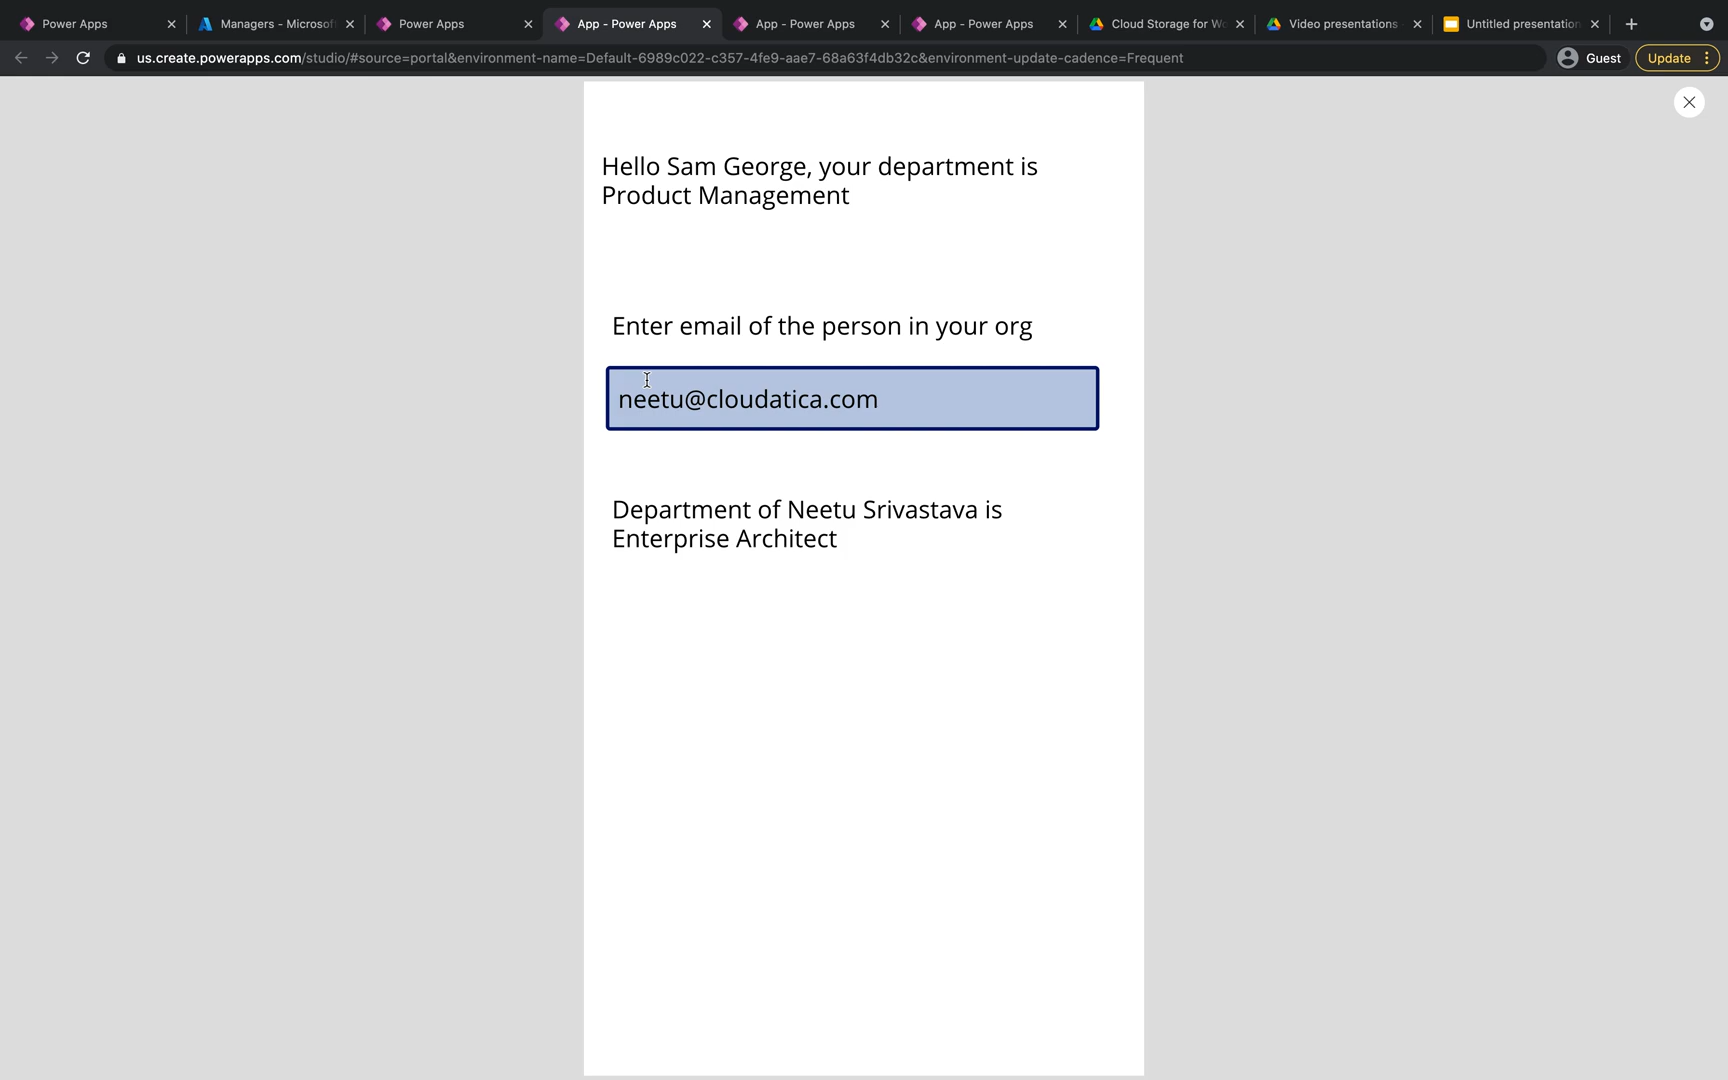 Power Apps
Managers - Microsof
Power Apps
App - Power Apps
App - Power Apps
App - Power Apps
Cloud Storage for Wo
Video presentations
Untitled presentation
us.create.powerapps.com/studio/#source=portal&environment-name=Default-6989c022-c357-4fe9-aae7-68a63f4db32c&environment-update-cadence=Frequent
Guest
Update
Hello Sam George, your department is
Product Management
Enter email of the person in your org
neetu@cloudatica.com
Department of Neetu Srivastava is
Enterprise Architect